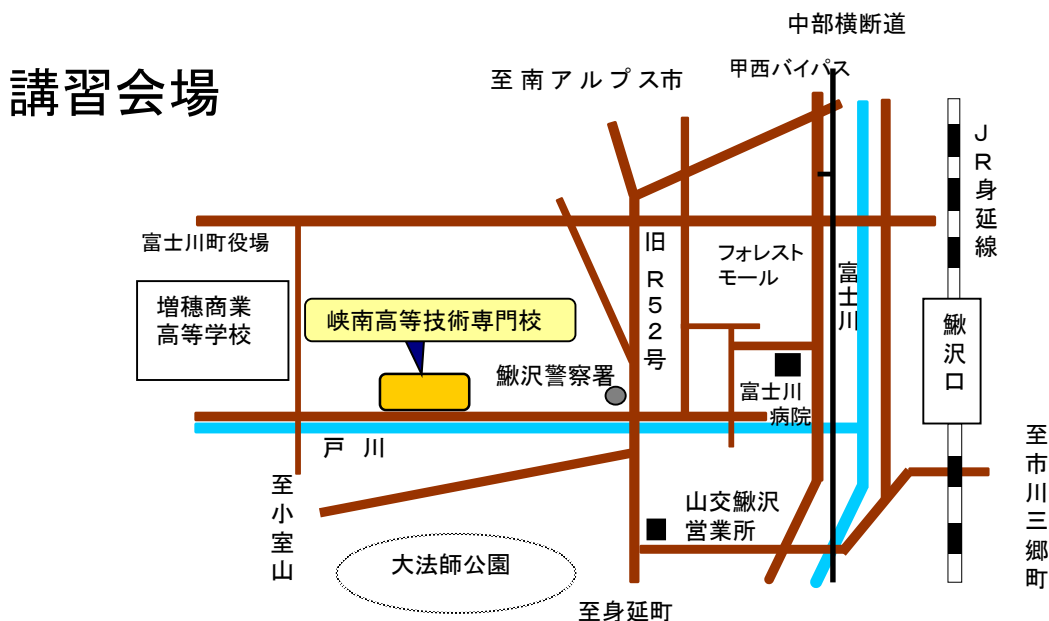 中部横断道
講習会場
至南アルプス市
甲西バイパス
JR身延線
富士川町役場
旧R52号
フォレスト
モール
富士川
増穂商業
高等学校
峡南高等技術専門校
鰍沢口
鰍沢警察署
富士川
病院
戸川
至市川三郷町
至小室山
山交鰍沢
営業所
大法師公園
至身延町